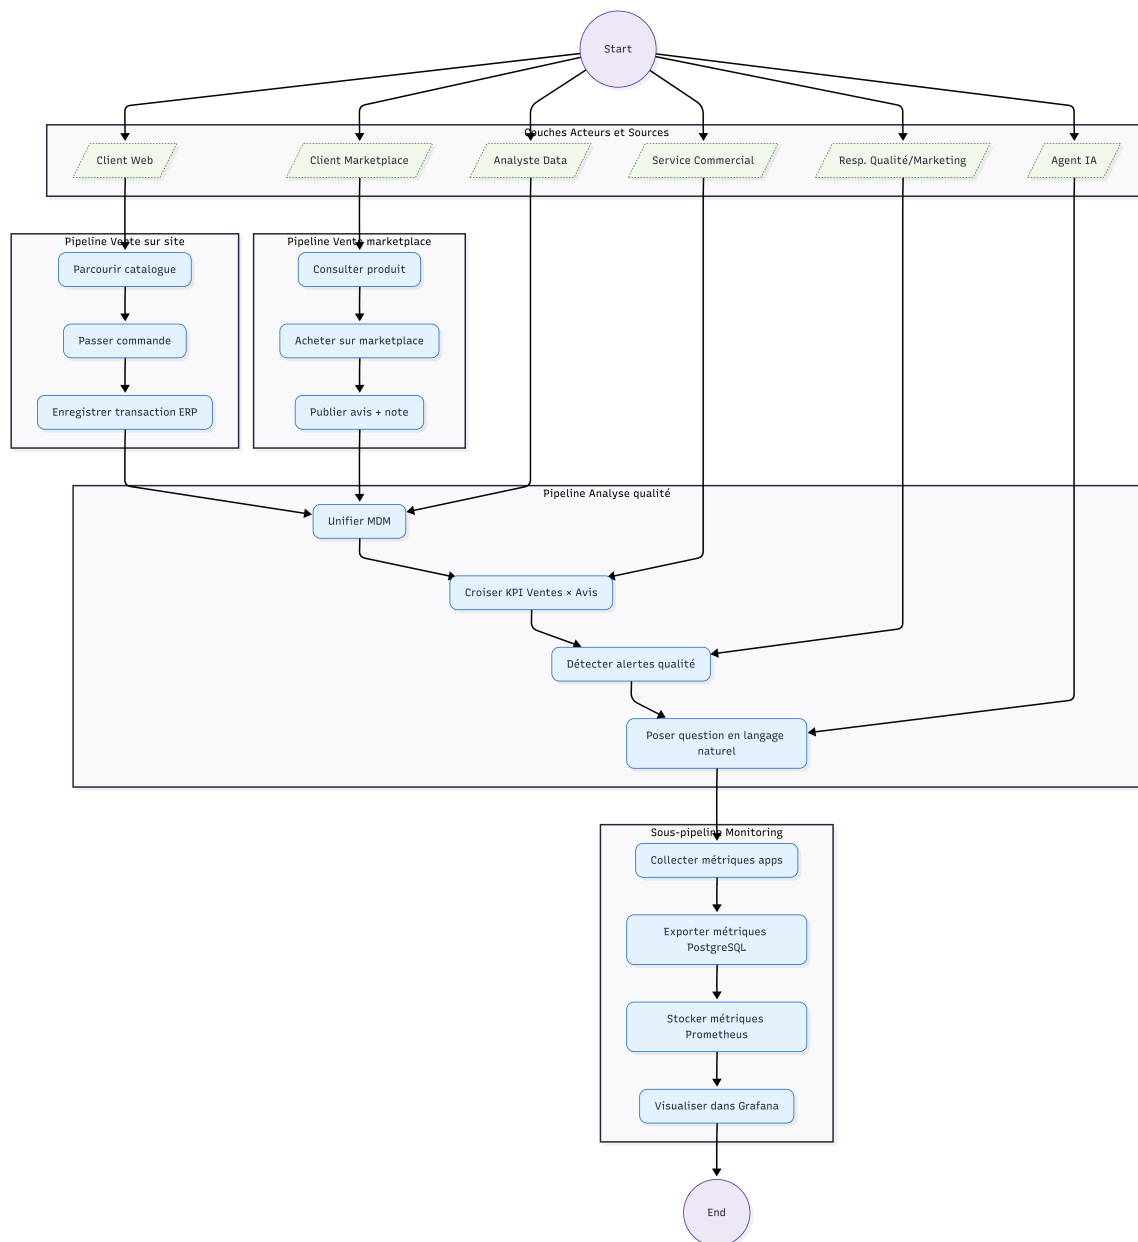 Start
Couches Acteurs et Sources
Client Web
Client Marketplace
Analyste Data
Service Commercial
Resp. Qualité/Marketing
Agent IA
Pipeline Vente sur site
Pipeline Vente marketplace
Parcourir catalogue
Consulter produit
Passer commande
Acheter sur marketplace
Enregistrer transaction ERP
Publier avis + note
Pipeline Analyse qualité
Unifier MDM
Croiser KPI Ventes × Avis
Détecter alertes qualité
Poser question en langage
naturel
Sous-pipeline Monitoring
Collecter métriques apps
Exporter métriques
PostgreSQL
Stocker métriques
Prometheus
Visualiser dans Grafana
End